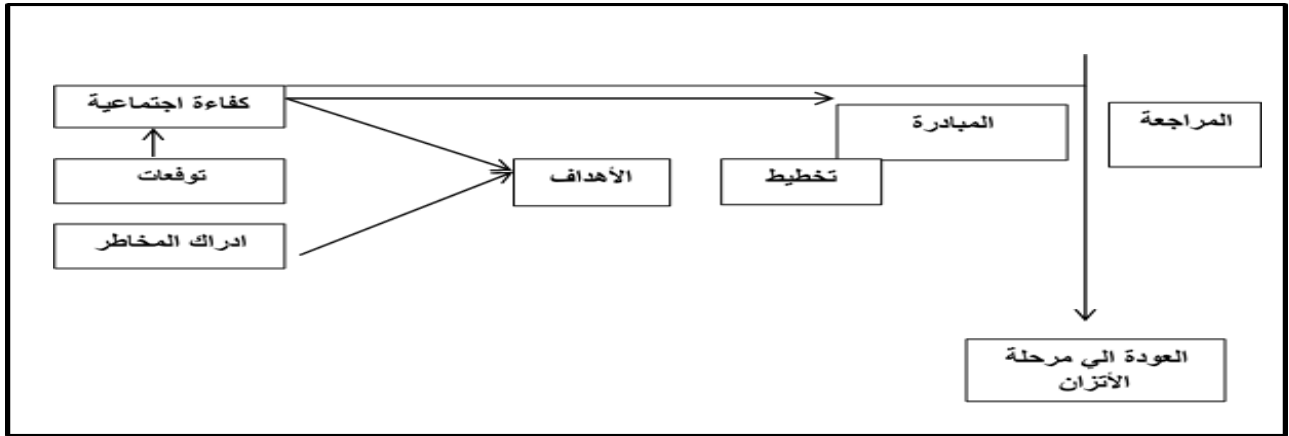 كفاءة اجتماعية
توقعات
ادراك المخاطر
الأهداف
تخطيط
المبادرة
المراجعة
العودة الي مرحلة
الأتزان